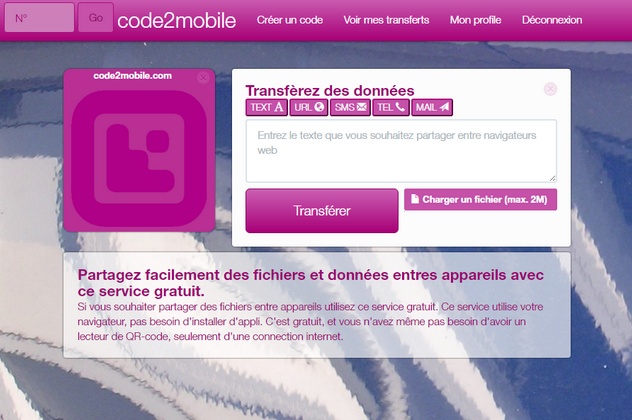 N° Go code2mobile Créer un code Voir mes transferts Mon profile Déconnexion
code2mobile.com
Transfèrez des données
TEXT URL SMS TEL MAIL
Entrez le texte que vous souhaitez partager entre navigateurs
web
Transférer
Charger un fichier (max. 2M)
Partagez facilement des fichiers et données entres appareils avec
ce service gratuit.
Si vous souhaiter partager des fichiers entre appareils utilisez ce service gratuit. Ce service utilise votre
navigateur, pas besoin d'installer d'appli. C'est gratuit, et vous n'avez même pas besoin d'avoir un
lecteur de QR-code, seulement d'une connection internet.